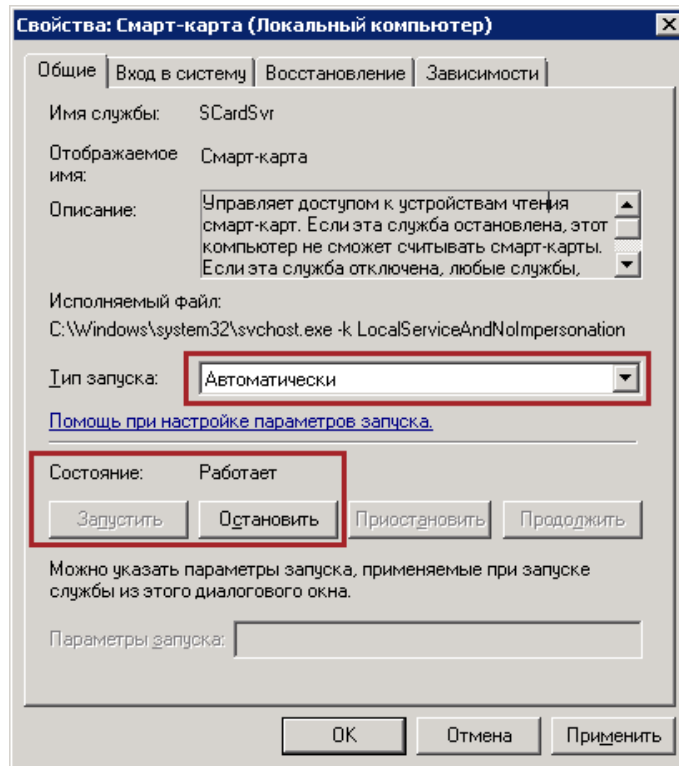 Свойства: Смарт-карта (Локальный компьютер)
Общие Вход в систему Восстановление Зависимости
Имя службы: SCardSvr
Отображаемое имя: Смарт-карта
Описание: Управляет доступом к устройствам чтения
смарт-карт. Если эта служба остановлена, этот
компьютер не сможет считывать смарт-карты.
Если эта служба отключена, любые службы,
Исполняемый файл:
C:\Windows\system32\svchost.exe -k LocalServiceAndNoImpersonation
Тип запуска: Автоматически
Помощь при настройке параметров запуска.
Состояние: Работает
Запустить Остановить Приостановить Продолжить
Можно указать параметры запуска, применяемые при запуске
службы из этого диалогового окна.
Параметры запуска:
OK Отмена Применить